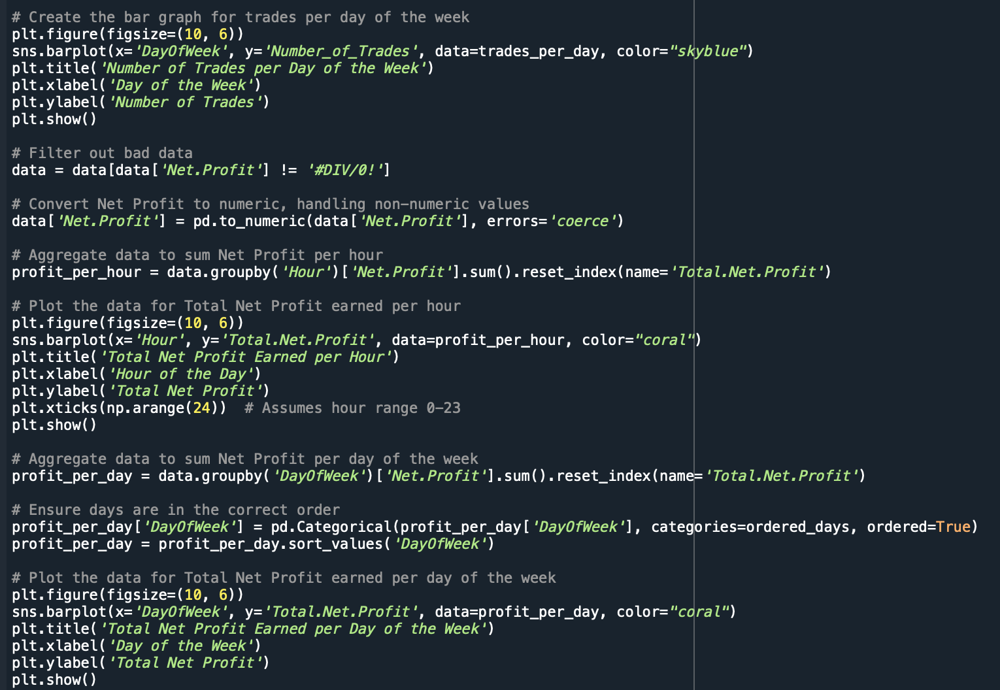 # Create the bar graph for trades per day of the week
plt.figure(figsize=(10, 6))
sns.barplot(x='DayOfWeek', y='Number_of_Trades', data=trades_per_day, color="skyblue")
plt.title('Number of Trades per Day of the Week')
plt.xlabel('Day of the Week')
plt.ylabel('Number of Trades')
plt.show()

# Filter out bad data
data = data[data['Net.Profit'] != '#DIV/0!']

# Convert Net Profit to numeric, handling non-numeric values
data['Net.Profit'] = pd.to_numeric(data['Net.Profit'], errors='coerce')

# Aggregate data to sum Net Profit per hour
profit_per_hour = data.groupby('Hour')['Net.Profit'].sum().reset_index(name='Total.Net.Profit')

# Plot the data for Total Net Profit earned per hour
plt.figure(figsize=(10, 6))
sns.barplot(x='Hour', y='Total.Net.Profit', data=profit_per_hour, color="coral")
plt.title('Total Net Profit Earned per Hour')
plt.xlabel('Hour of the Day')
plt.ylabel('Total Net Profit')
plt.xticks(np.arange(24))  # Assumes hour range 0-23
plt.show()

# Aggregate data to sum Net Profit per day of the week
profit_per_day = data.groupby('DayOfWeek')['Net.Profit'].sum().reset_index(name='Total.Net.Profit')

# Ensure days are in the correct order
profit_per_day['DayOfWeek'] = pd.Categorical(profit_per_day['DayOfWeek'], categories=ordered_days, ordered=True)
profit_per_day = profit_per_day.sort_values('DayOfWeek')

# Plot the data for Total Net Profit earned per day of the week
plt.figure(figsize=(10, 6))
sns.barplot(x='DayOfWeek', y='Total.Net.Profit', data=profit_per_day, color="coral")
plt.title('Total Net Profit Earned per Day of the Week')
plt.xlabel('Day of the Week')
plt.ylabel('Total Net Profit')
plt.show()